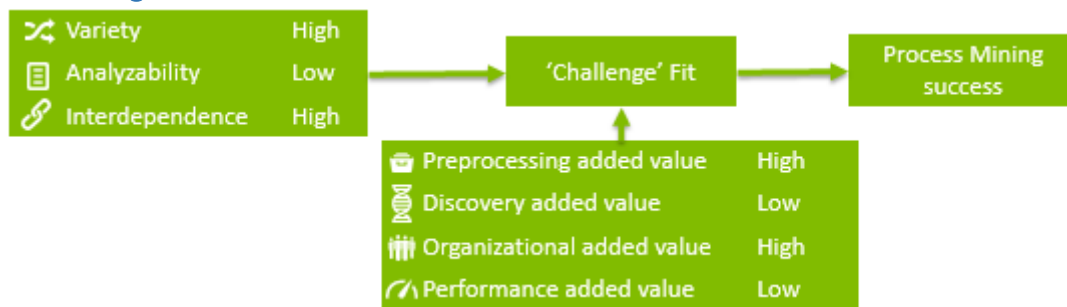 Variety High
Analyzability Low
Interdependence High
'Challenge' Fit
Process Mining
success
Preprocessing added value High
Discovery added value Low
Organizational added value High
Performance added value Low